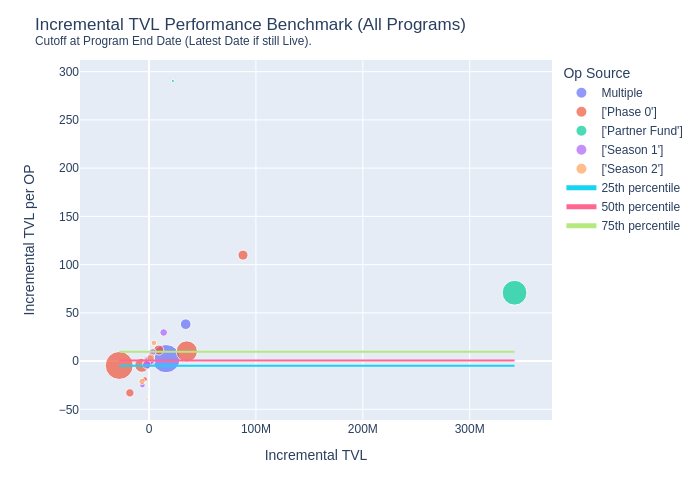 Incremental TVL Performance Benchmark (All Programs)
Cutoff at Program End Date (Latest Date if still Live).
Op Source
Multiple
['Phase 0']
['Partner Fund']
['Season 1']
['Season 2']
25th percentile
50th percentile
75th percentile
Incremental TVL per OP
300
250
200
150
100
50
0
−50
0
100M
200M
300M
Incremental TVL